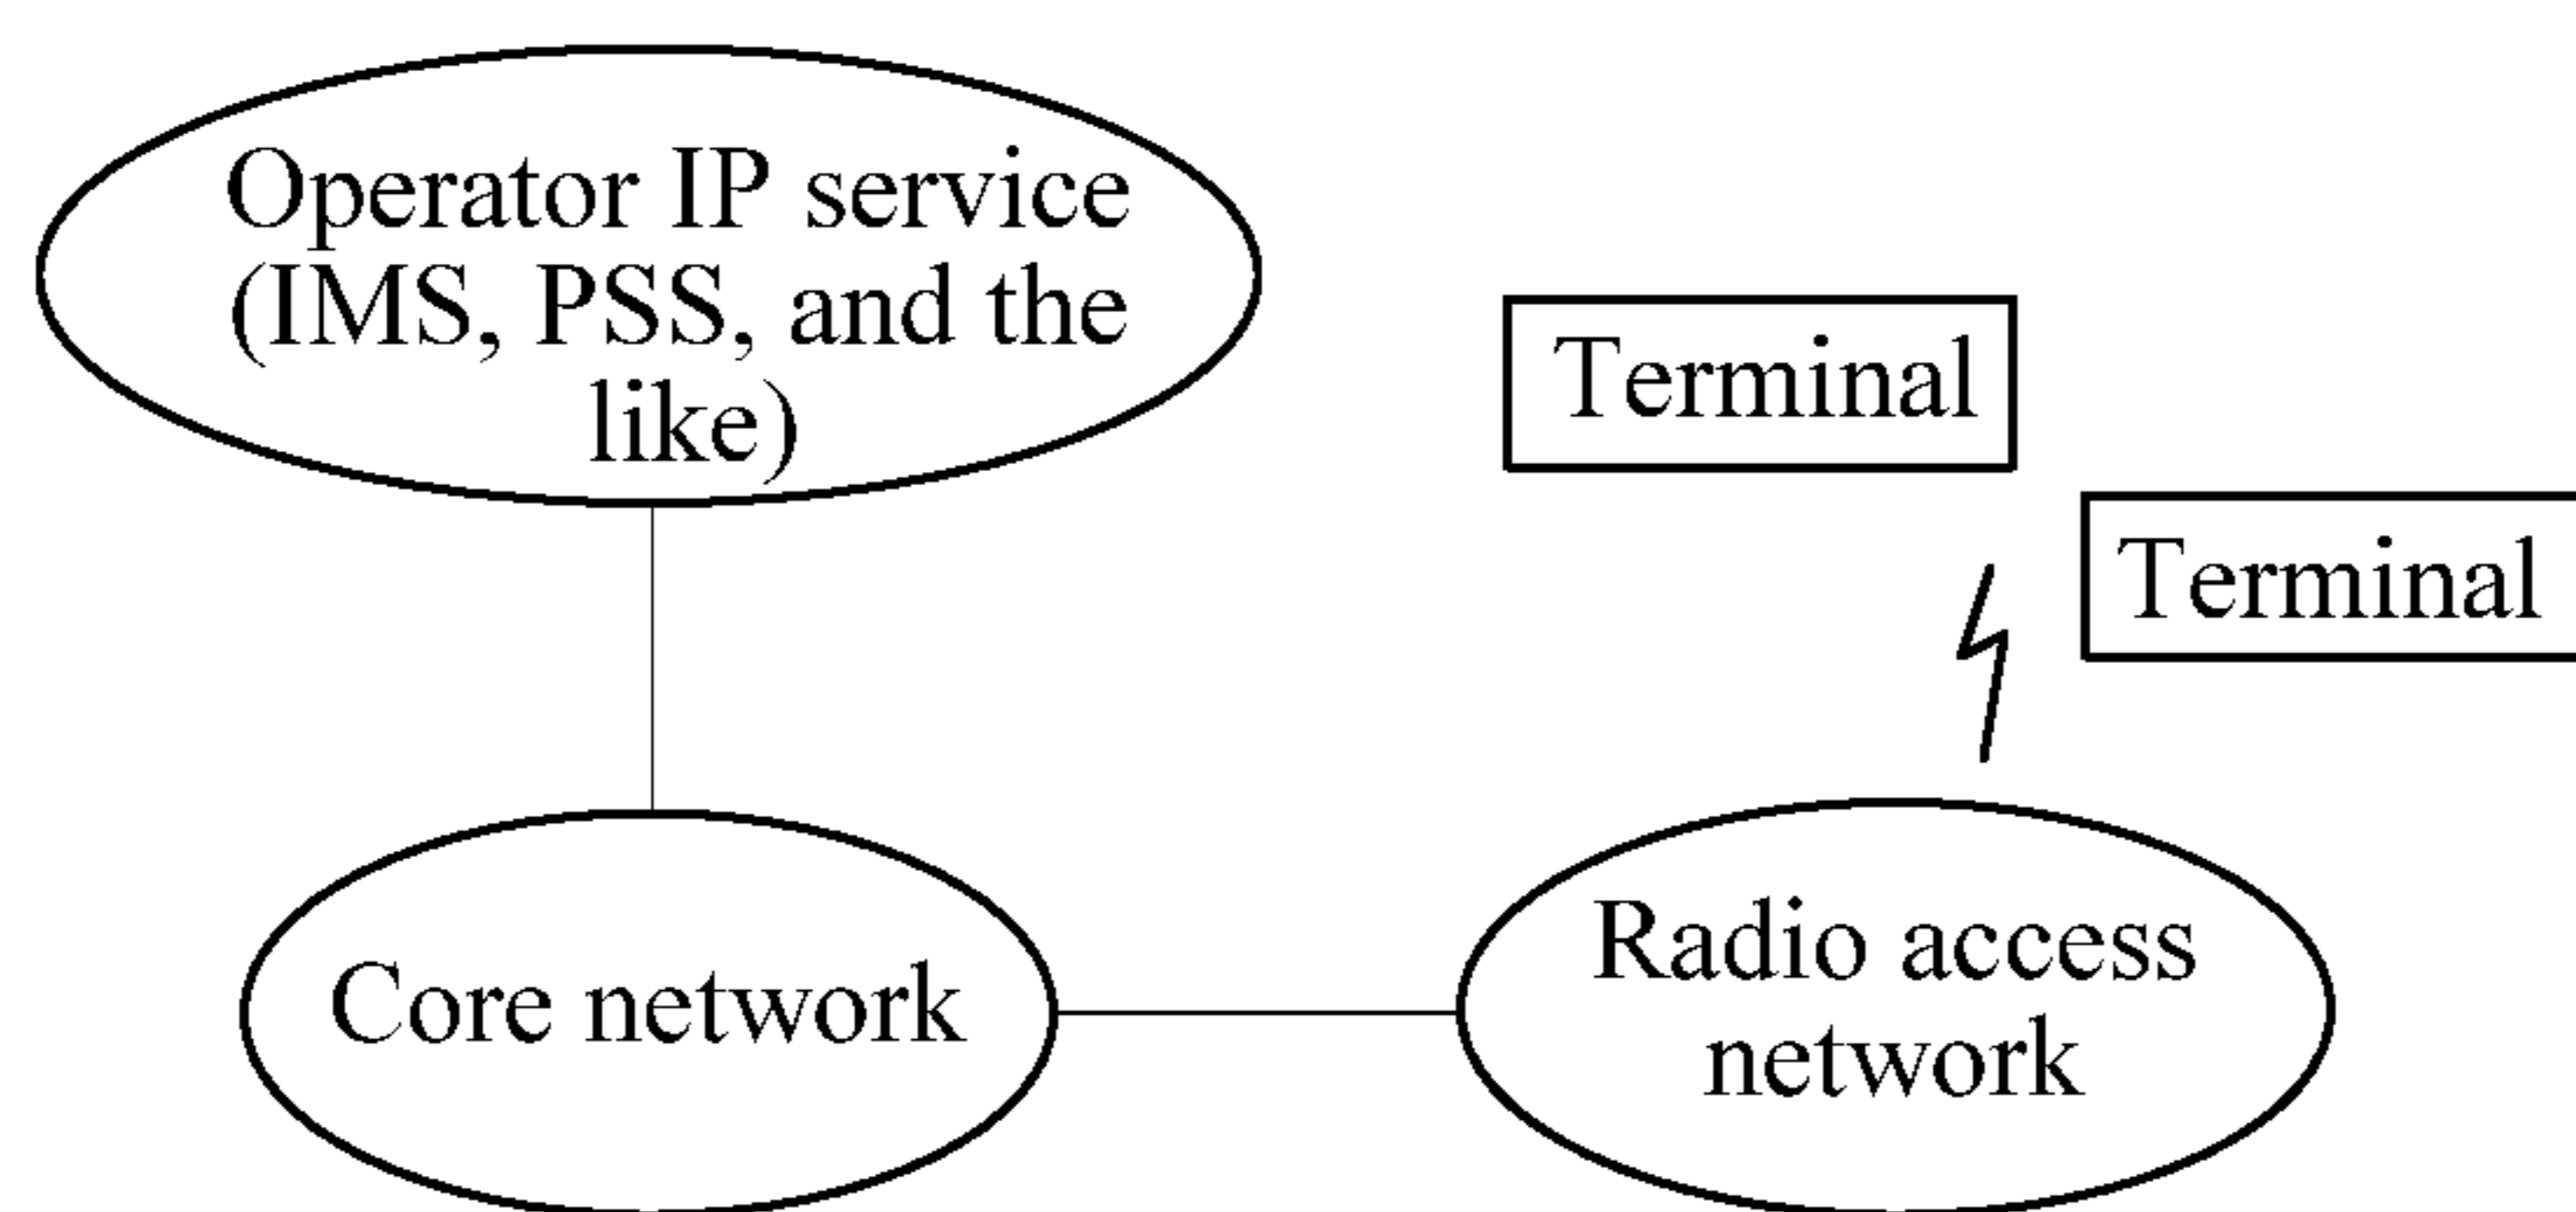 Operator IP service
(IMS, PSS, and the
like)
Terminal
Terminal
Core network
Radio access
network